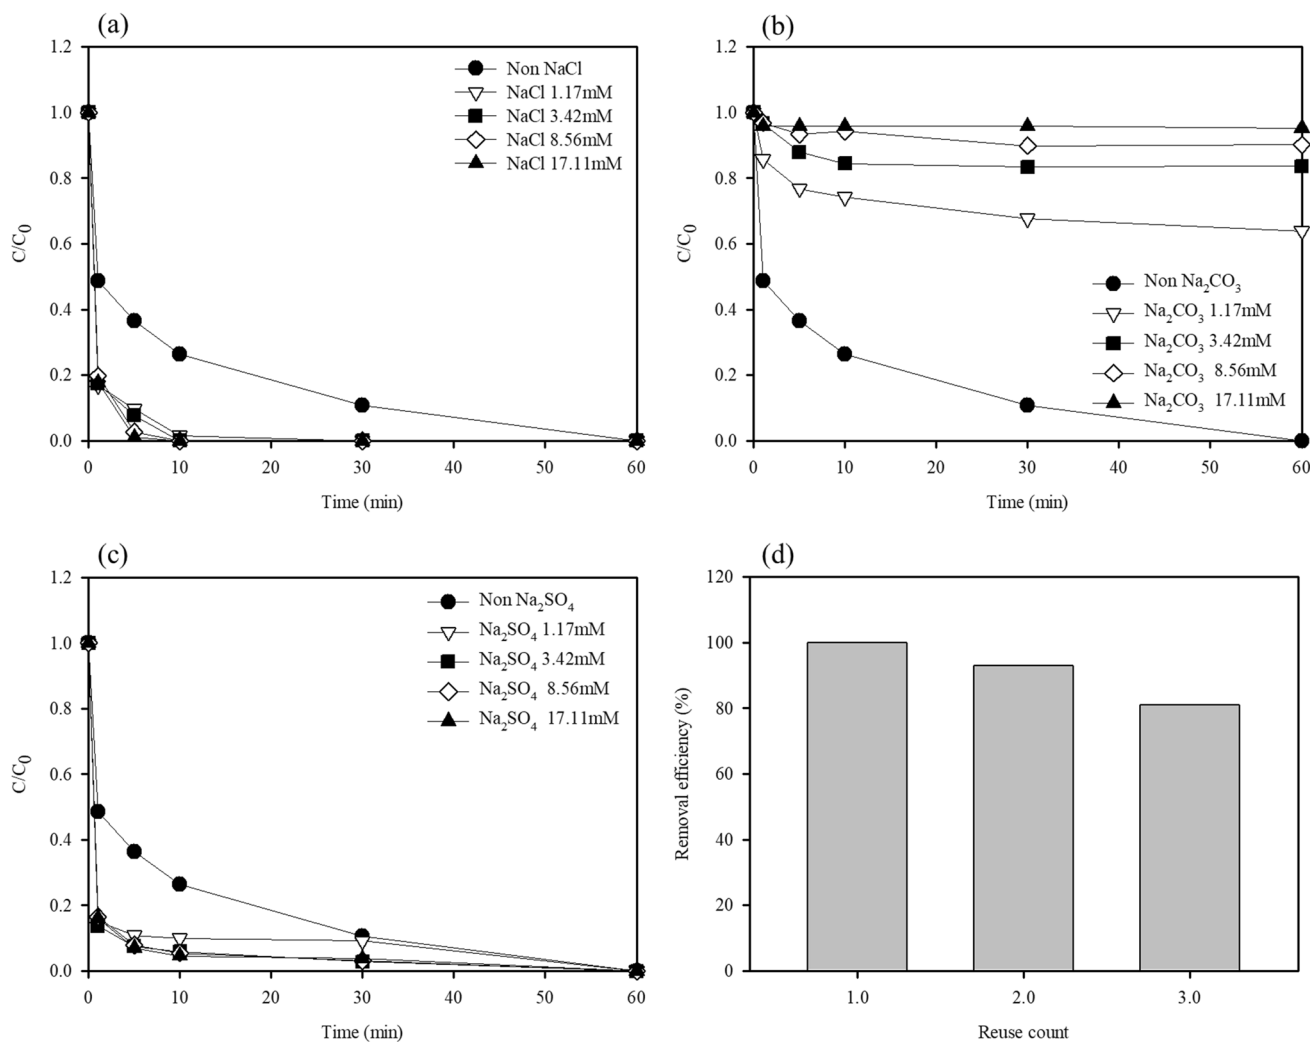 (a)
1.2
1.0
0.8
0.6
0.4
0.2
0.0
C/C0
Non NaCl
NaCl 1.17mM
NaCl 3.42mM
NaCl 8.56mM
NaCl 17.11mM
0 10 20 30 40 50 60
Time (min)
(b)
1.2
1.0
0.8
0.6
0.4
0.2
0.0
C/C0
Non Na2CO3
Na2CO3 1.17mM
Na2CO3 3.42mM
Na2CO3 8.56mM
Na2CO3 17.11mM
0 10 20 30 40 50 60
Time (min)
(c)
1.2
1.0
0.8
0.6
0.4
0.2
0.0
C/C0
Non Na2SO4
Na2SO4 1.17mM
Na2SO4 3.42mM
Na2SO4 8.56mM
Na2SO4 17.11mM
0 10 20 30 40 50 60
Time (min)
(d)
120
100
80
60
40
20
0
Removal efficiency (%)
1.0 2.0 3.0
Reuse count